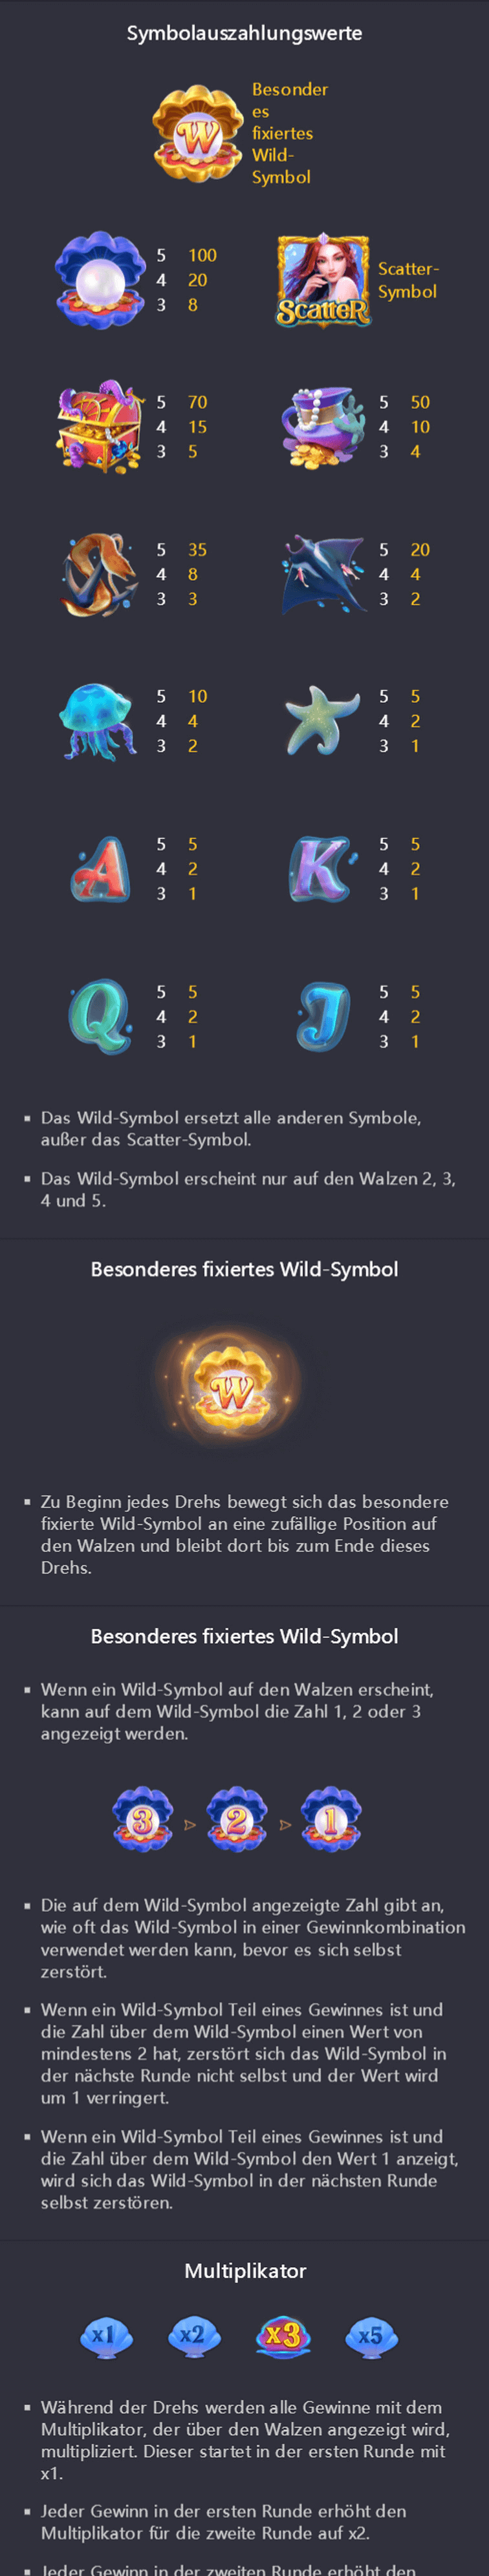 Symbolauszahlungswerte
W
Besonder
es
fixiertes
Wild-
Symbol
5 100
4 20
3 8
Scatter
Scatter-
Symbol
5 70
4 15
3 5
5 50
4 10
3 4
5 35
4 8
3 3
5 20
4 4
3 2
5 10
4 4
3 2
5 5
4 2
3 1
A
5 5
4 2
3 1
K
5 5
4 2
3 1
Q
5 5
4 2
3 1
J
5 5
4 2
3 1
▪ Das Wild-Symbol ersetzt alle anderen Symbole,
außer das Scatter-Symbol.
▪ Das Wild-Symbol erscheint nur auf den Walzen 2, 3,
4 und 5.
Besonderes fixiertes Wild-Symbol
W
▪ Zu Beginn jedes Drehs bewegt sich das besondere
fixierte Wild-Symbol an eine zufällige Position auf
den Walzen und bleibt dort bis zum Ende dieses
Drehs.
Besonderes fixiertes Wild-Symbol
▪ Wenn ein Wild-Symbol auf den Walzen erscheint,
kann auf dem Wild-Symbol die Zahl 1, 2 oder 3
angezeigt werden.
3 > 2 > 1
▪ Die auf dem Wild-Symbol angezeigte Zahl gibt an,
wie oft das Wild-Symbol in einer Gewinnkombination
verwendet werden kann, bevor es sich selbst
zerstört.
▪ Wenn ein Wild-Symbol Teil eines Gewinnes ist und
die Zahl über dem Wild-Symbol einen Wert von
mindestens 2 hat, zerstört sich das Wild-Symbol in
der nächste Runde nicht selbst und der Wert wird
um 1 verringert.
▪ Wenn ein Wild-Symbol Teil eines Gewinnes ist und
die Zahl über dem Wild-Symbol den Wert 1 anzeigt,
wird sich das Wild-Symbol in der nächsten Runde
selbst zerstören.
Multiplikator
x1 x2 x3 x5
▪ Während der Drehs werden alle Gewinne mit dem
Multiplikator, der über den Walzen angezeigt wird,
multipliziert. Dieser startet in der ersten Runde mit
x1.
▪ Jeder Gewinn in der ersten Runde erhöht den
Multiplikator für die zweite Runde auf x2.
▪ Jeder Gewinn in der zweiten Runde erhöht den